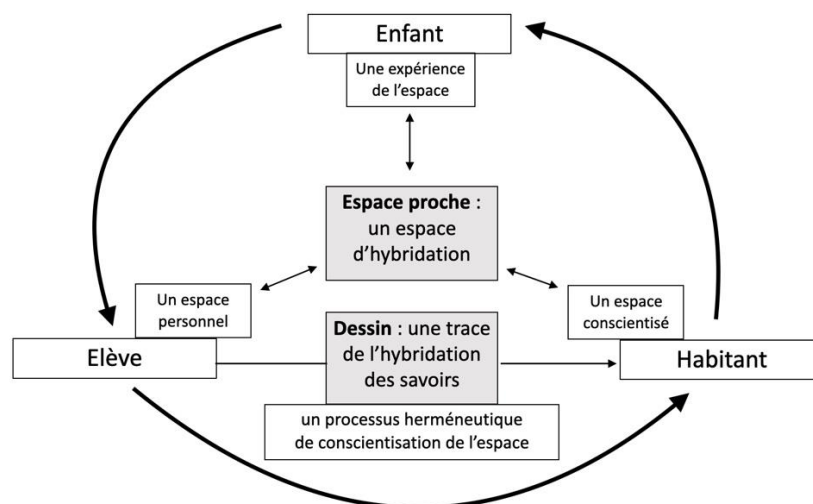 Enfant
Une expérience
de l’espace
Espace proche :
un espace
d’hybridation
Un espace
personnel
Un espace
conscientisé
Elève
Dessin : une trace
de l’hybridation
des savoirs
Habitant
un processus herméneutique
de conscientisation de l’espace